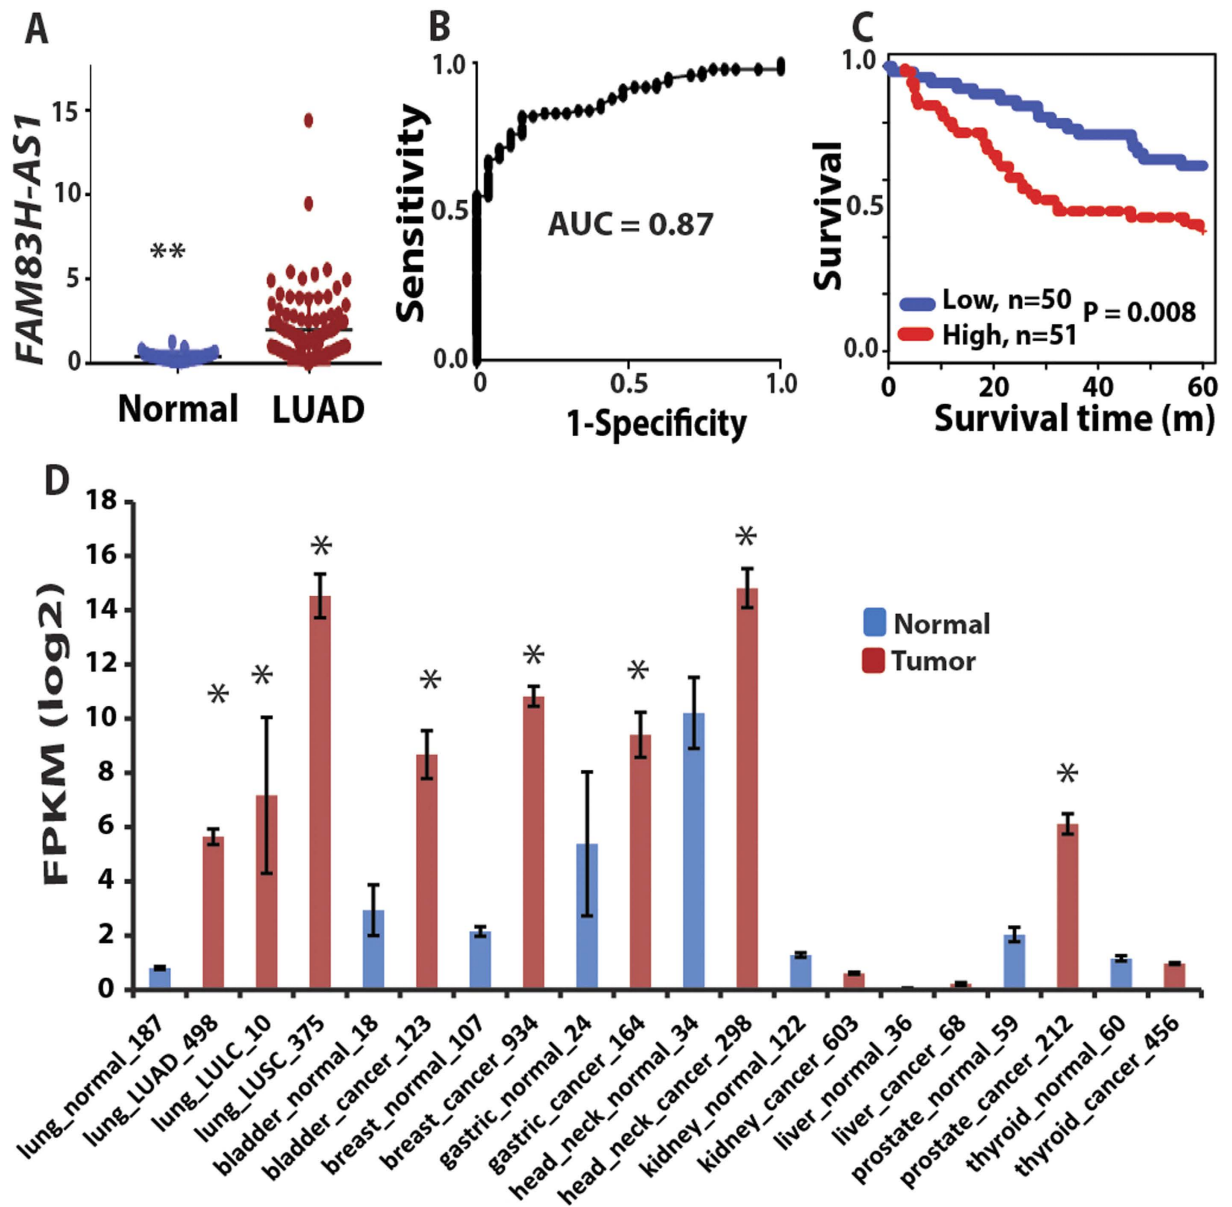 A
FAM83H-AS1
15
10
5
0
**
Normal
LUAD
B
Sensitivity
1.0
0.5
0.0
AUC = 0.87
0
0.5
1.0
1-Specificity
C
Survival
1.0
0.5
0.0
Low, n=50
High, n=51
P = 0.008
0
20
40
60
Survival time (m)
D
FPKM (log2)
18
16
14
12
10
8
6
4
2
0
*
*
*
*
*
*
*
*
Normal
Tumor
lung_normal_187
lung_LUAD_498
lung_LULC_10
lung_LUSC_375
bladder_normal_18
bladder_cancer_123
breast_normal_107
breast_cancer_934
gastric_normal_24
gastric_cancer_164
head_neck_normal_34
head_neck_cancer_298
kidney_normal_122
kidney_cancer_603
liver_normal_36
liver_cancer_68
prostate_normal_59
prostate_cancer_212
thyroid_normal_60
thyroid_cancer_456